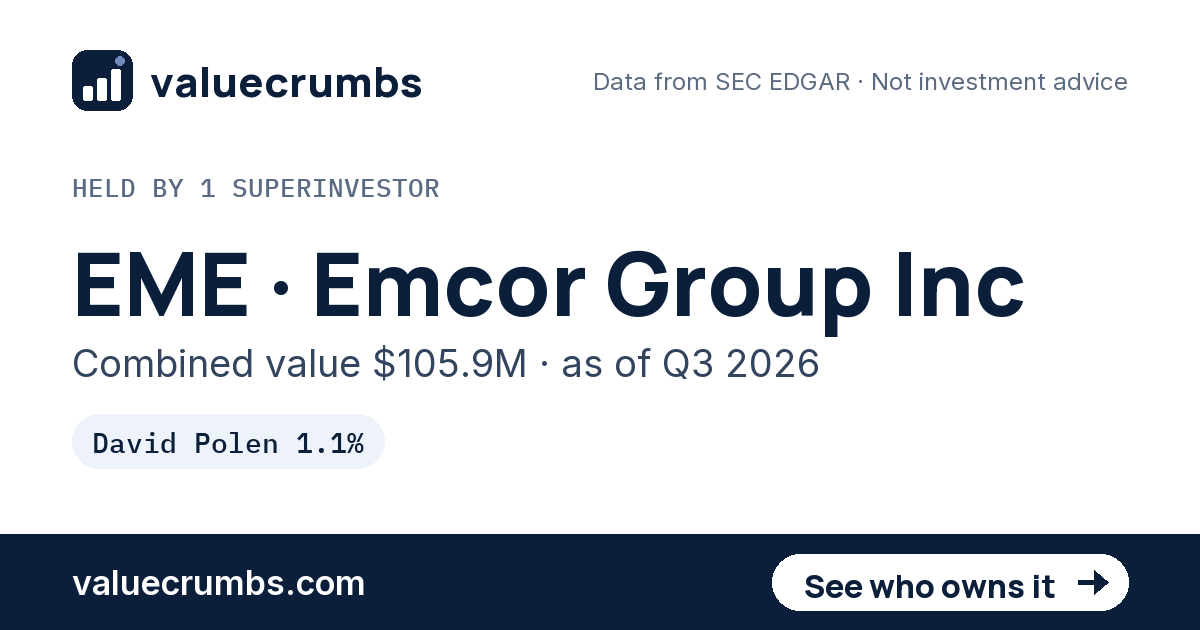 valuecrumbs
Data from SEC EDGAR · Not investment advice
HELD BY 1 SUPERINVESTOR
EME · Emcor Group Inc
Combined value $105.9M · as of Q3 2026
David Polen 1.1%
valuecrumbs.com
See who owns it →